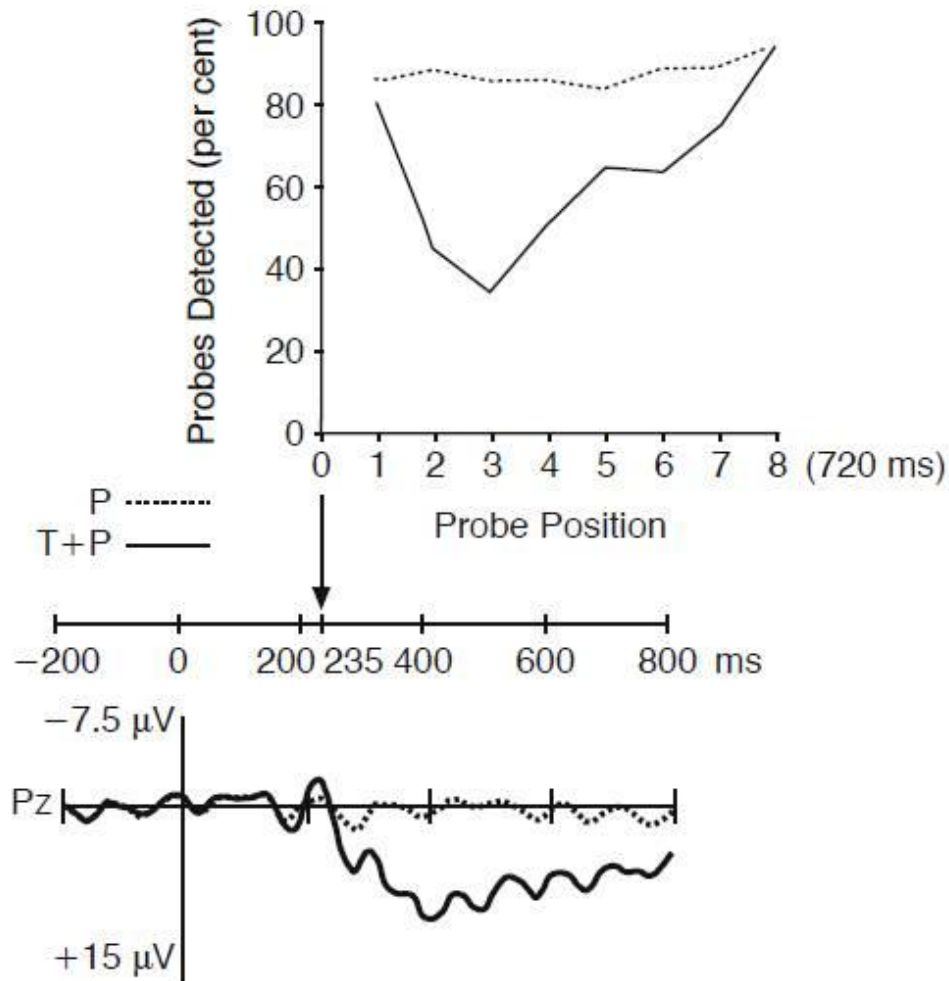 100
80
60
40
20
0
Probes Detected (per cent)
0 1 2 3 4 5 6 7 8 (720 ms)
Probe Position
P
T+P
−200 0 200 235 400 600 800 ms
−7.5 µV
Pz
+15 µV